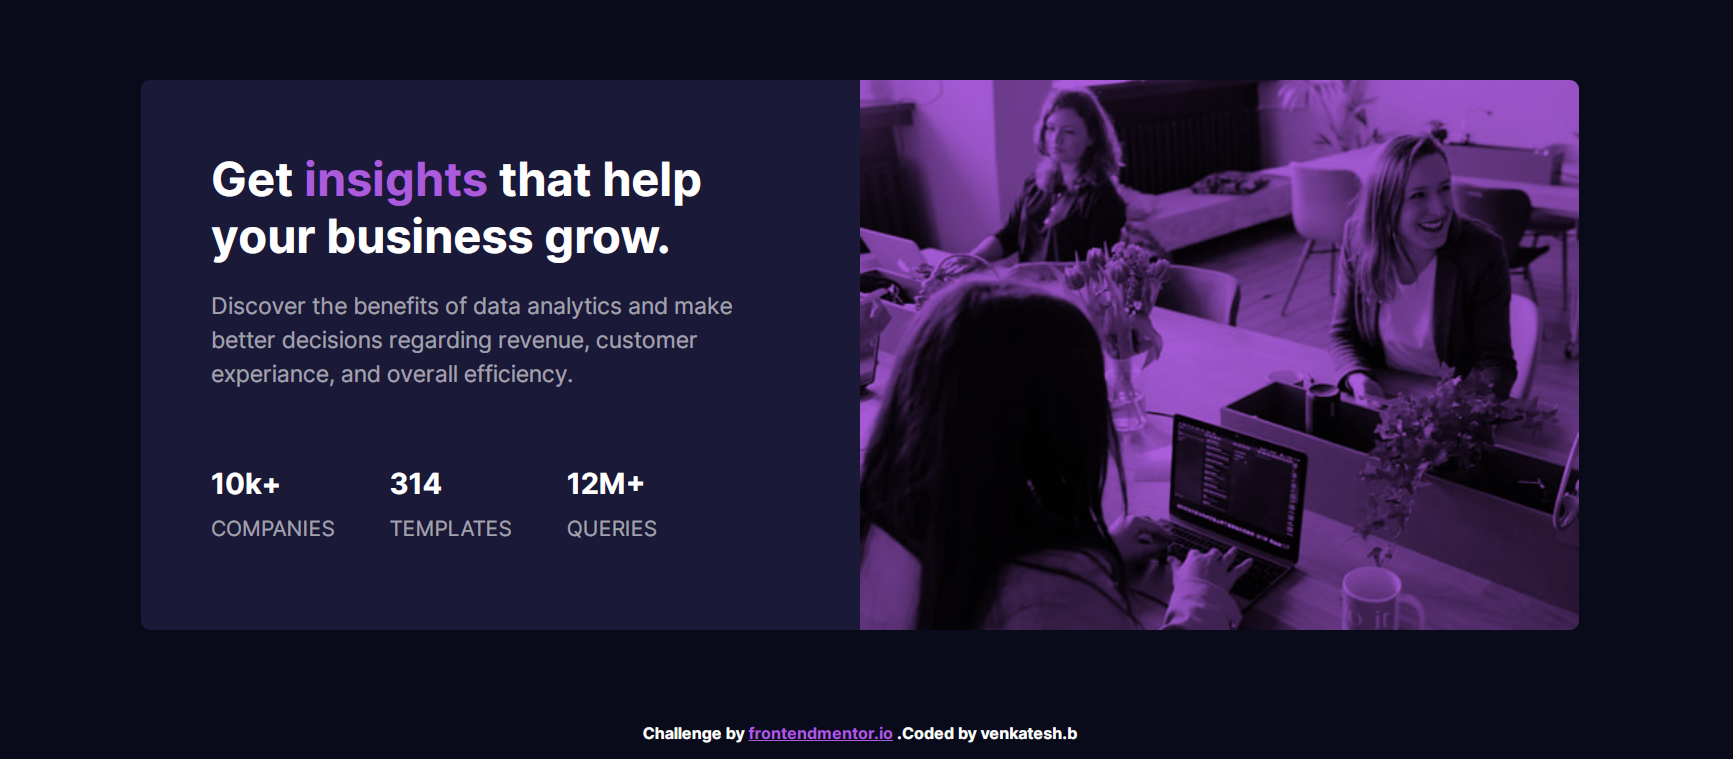 Get insights that help
your business grow.
Discover the benefits of data analytics and make
better decisions regarding revenue, customer
experiance, and overall efficiency.
10k+ 314 12M+
COMPANIES TEMPLATES QUERIES
Challenge by frontendmentor.io .Coded by venkatesh.b